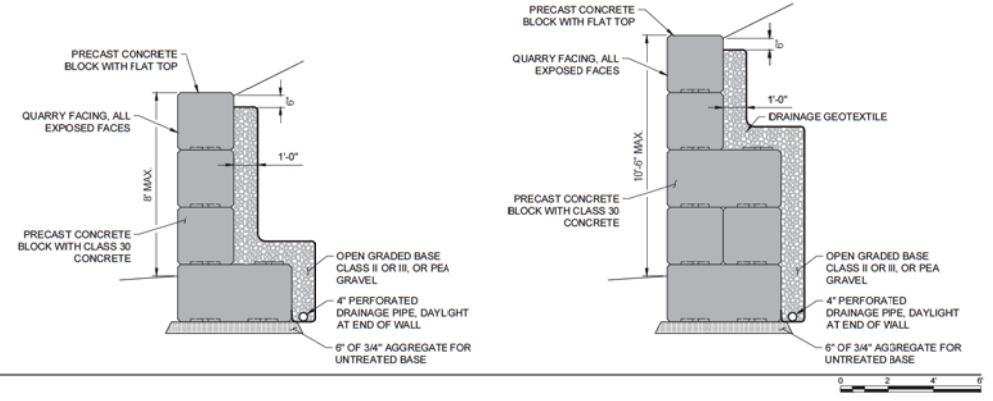 PRECAST CONCRETE
BLOCK WITH FLAT TOP
QUARRY FACING, ALL
EXPOSED FACES
6"
1'-0"
8' MAX.
PRECAST CONCRETE
BLOCK WITH CLASS 30
CONCRETE
OPEN GRADED BASE
CLASS II OR III, OR PEA
GRAVEL
4" PERFORATED
DRAINAGE PIPE, DAYLIGHT
AT END OF WALL
6" OF 3/4" AGGREGATE FOR
UNTREATED BASE
PRECAST CONCRETE
BLOCK WITH FLAT TOP
QUARRY FACING, ALL
EXPOSED FACES
6"
1'-0"
DRAINAGE GEOTEXTILE
10'-6" MAX.
PRECAST CONCRETE
BLOCK WITH CLASS 30
CONCRETE
OPEN GRADED BASE
CLASS II OR III, OR PEA
GRAVEL
4" PERFORATED
DRAINAGE PIPE, DAYLIGHT
AT END OF WALL
6" OF 3/4" AGGREGATE FOR
UNTREATED BASE
0 2 4' 6'